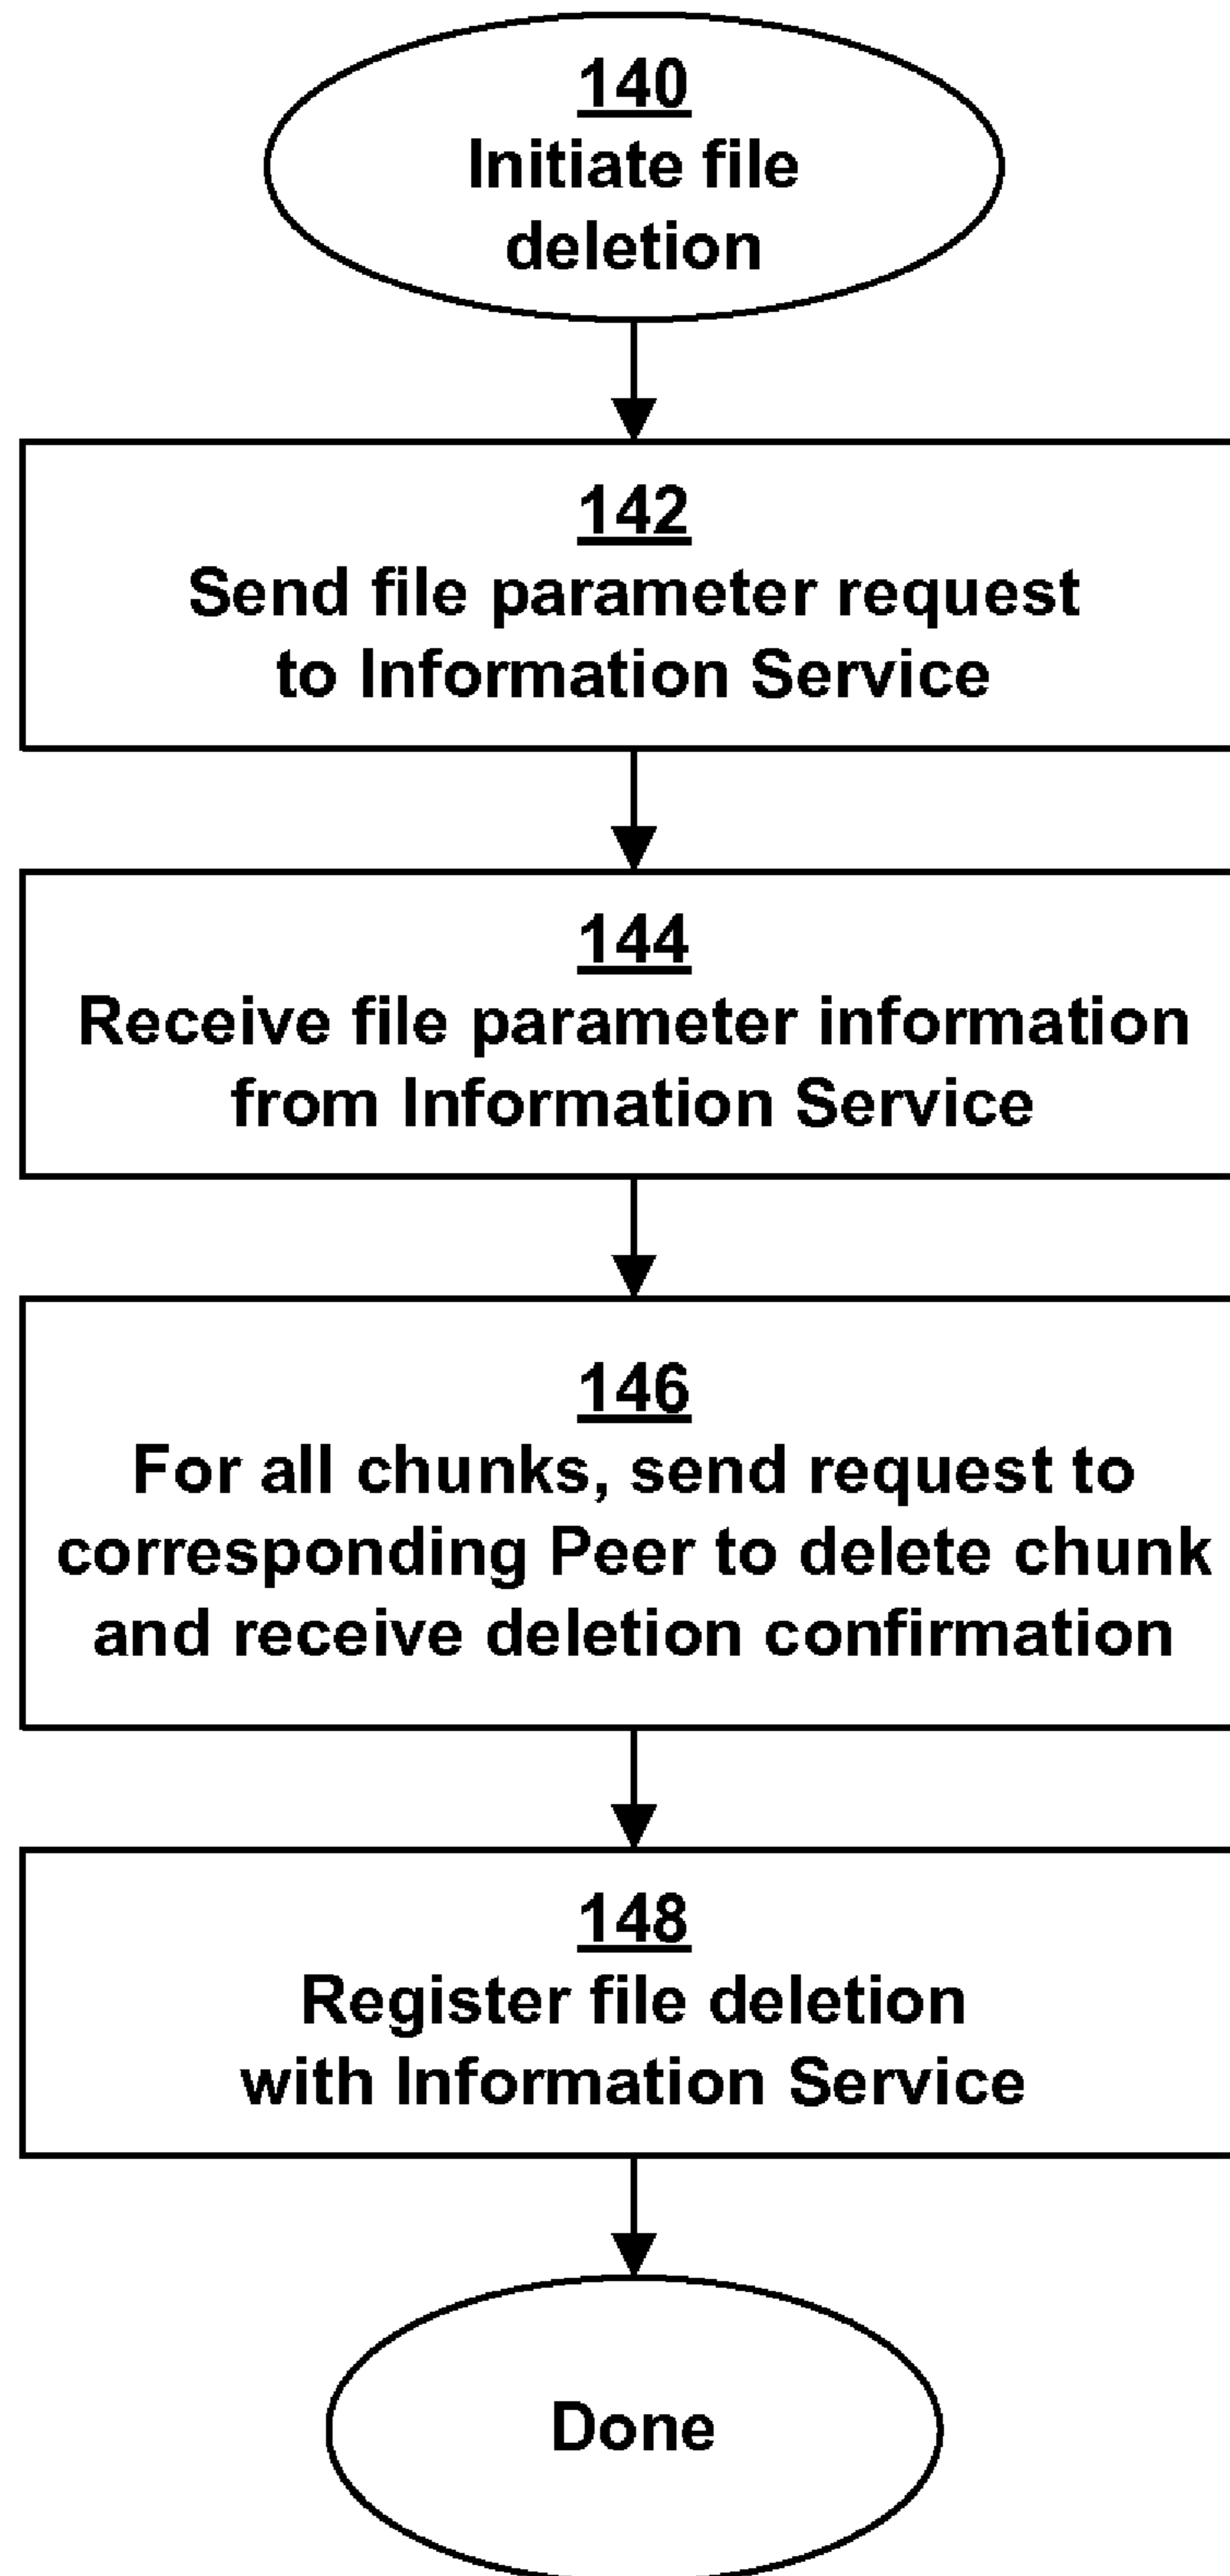 140
Initiate file
deletion
142
Send file parameter request
to Information Service
144
Receive file parameter information
from Information Service
146
For all chunks, send request to
corresponding Peer to delete chunk
and receive deletion confirmation
148
Register file deletion
with Information Service
Done